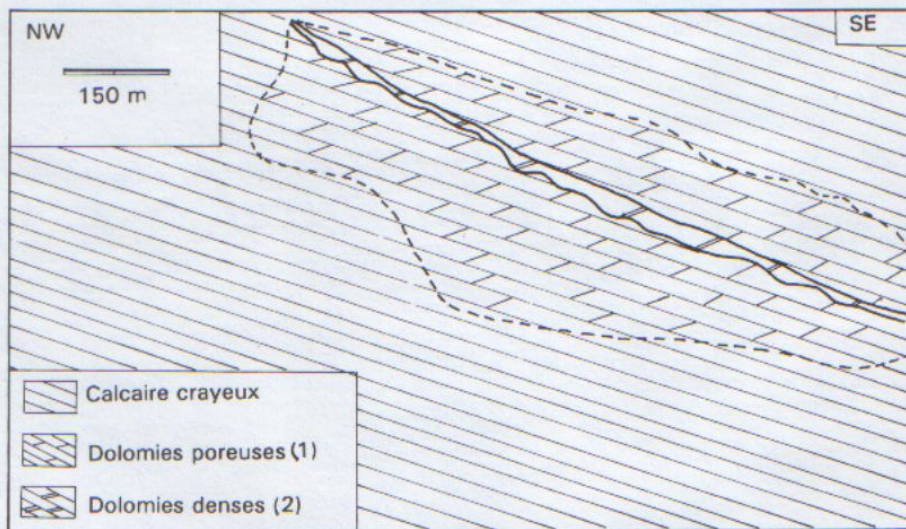 NW
SE
150 m
Calcaire crayeux
Dolomies poreuses (1)
Dolomies denses (2)